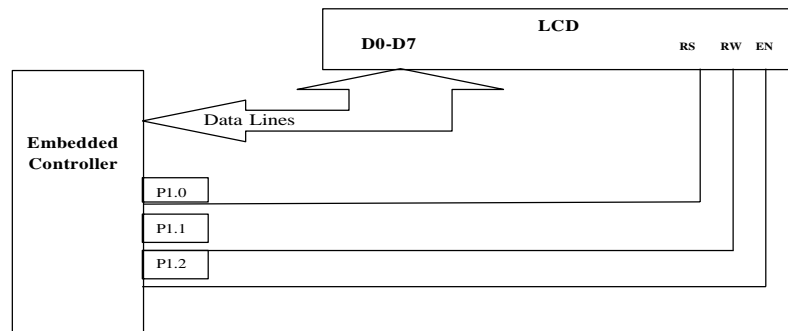 LCD
D0-D7
RS RW EN
Data Lines
Embedded
Controller
P1.0
P1.1
P1.2